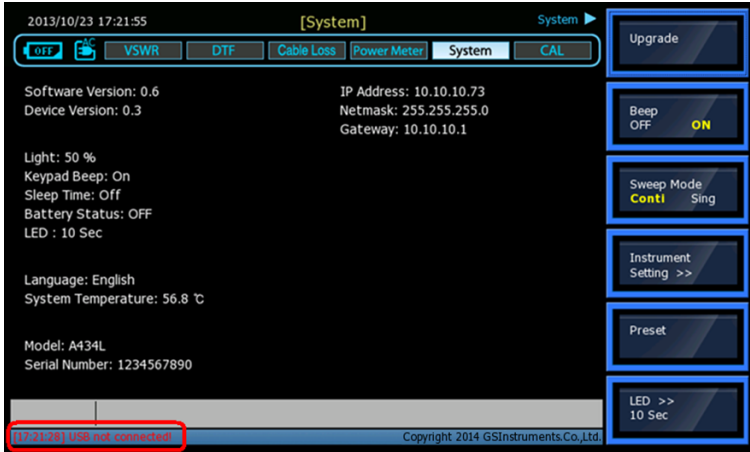 2013/10/23 17:21:55
[System]
System
OFF
AC
VSWR
DTF
Cable Loss
Power Meter
System
CAL
Software Version: 0.6
Device Version: 0.3
IP Address: 10.10.10.73
Netmask: 255.255.255.0
Gateway: 10.10.10.1
Light: 50 %
Keypad Beep: On
Sleep Time: Off
Battery Status: OFF
LED : 10 Sec
Language: English
System Temperature: 56.8 ℃
Model: A434L
Serial Number: 1234567890
[17:21:28] USB not connected!
Copyright 2014 GSInstruments.Co.,Ltd.
Upgrade
Beep
OFF ON
Sweep Mode
Conti Sing
Instrument
Setting >>
Preset
LED >>
10 Sec